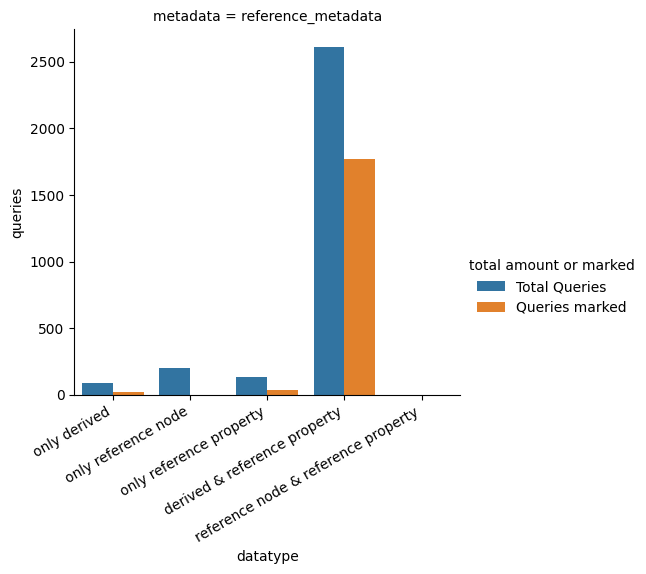 metadata = reference_metadata
2500
2000
1500
1000
500
0
queries
only derived
only reference node
only reference property
derived & reference property
reference node & reference property
datatype
total amount or marked
Total Queries
Queries marked